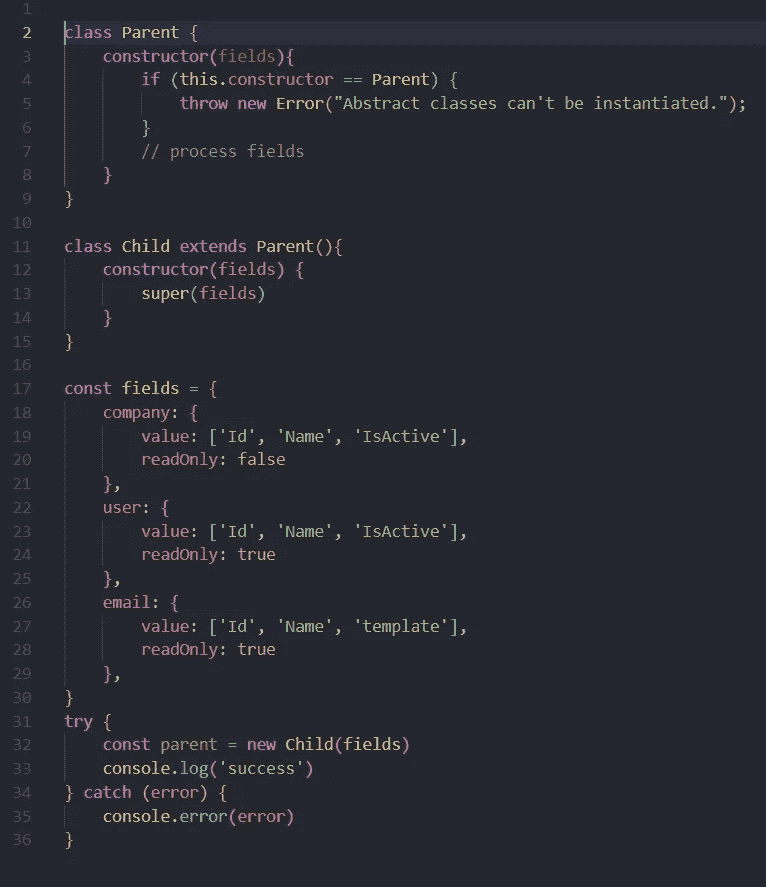 1
2 class Parent {
3     constructor(fields){
4         if (this.constructor == Parent) {
5             throw new Error("Abstract classes can't be instantiated.");
6         }
7         // process fields
8     }
9 }
10
11 class Child extends Parent(){
12     constructor(fields) {
13         super(fields)
14     }
15 }
16
17 const fields = {
18     company: {
19         value: ['Id', 'Name', 'IsActive'],
20         readOnly: false
21     },
22     user: {
23         value: ['Id', 'Name', 'IsActive'],
24         readOnly: true
25     },
26     email: {
27         value: ['Id', 'Name', 'template'],
28         readOnly: true
29     },
30 }
31 try {
32     const parent = new Child(fields)
33     console.log('success')
34 } catch (error) {
35     console.error(error)
36 }